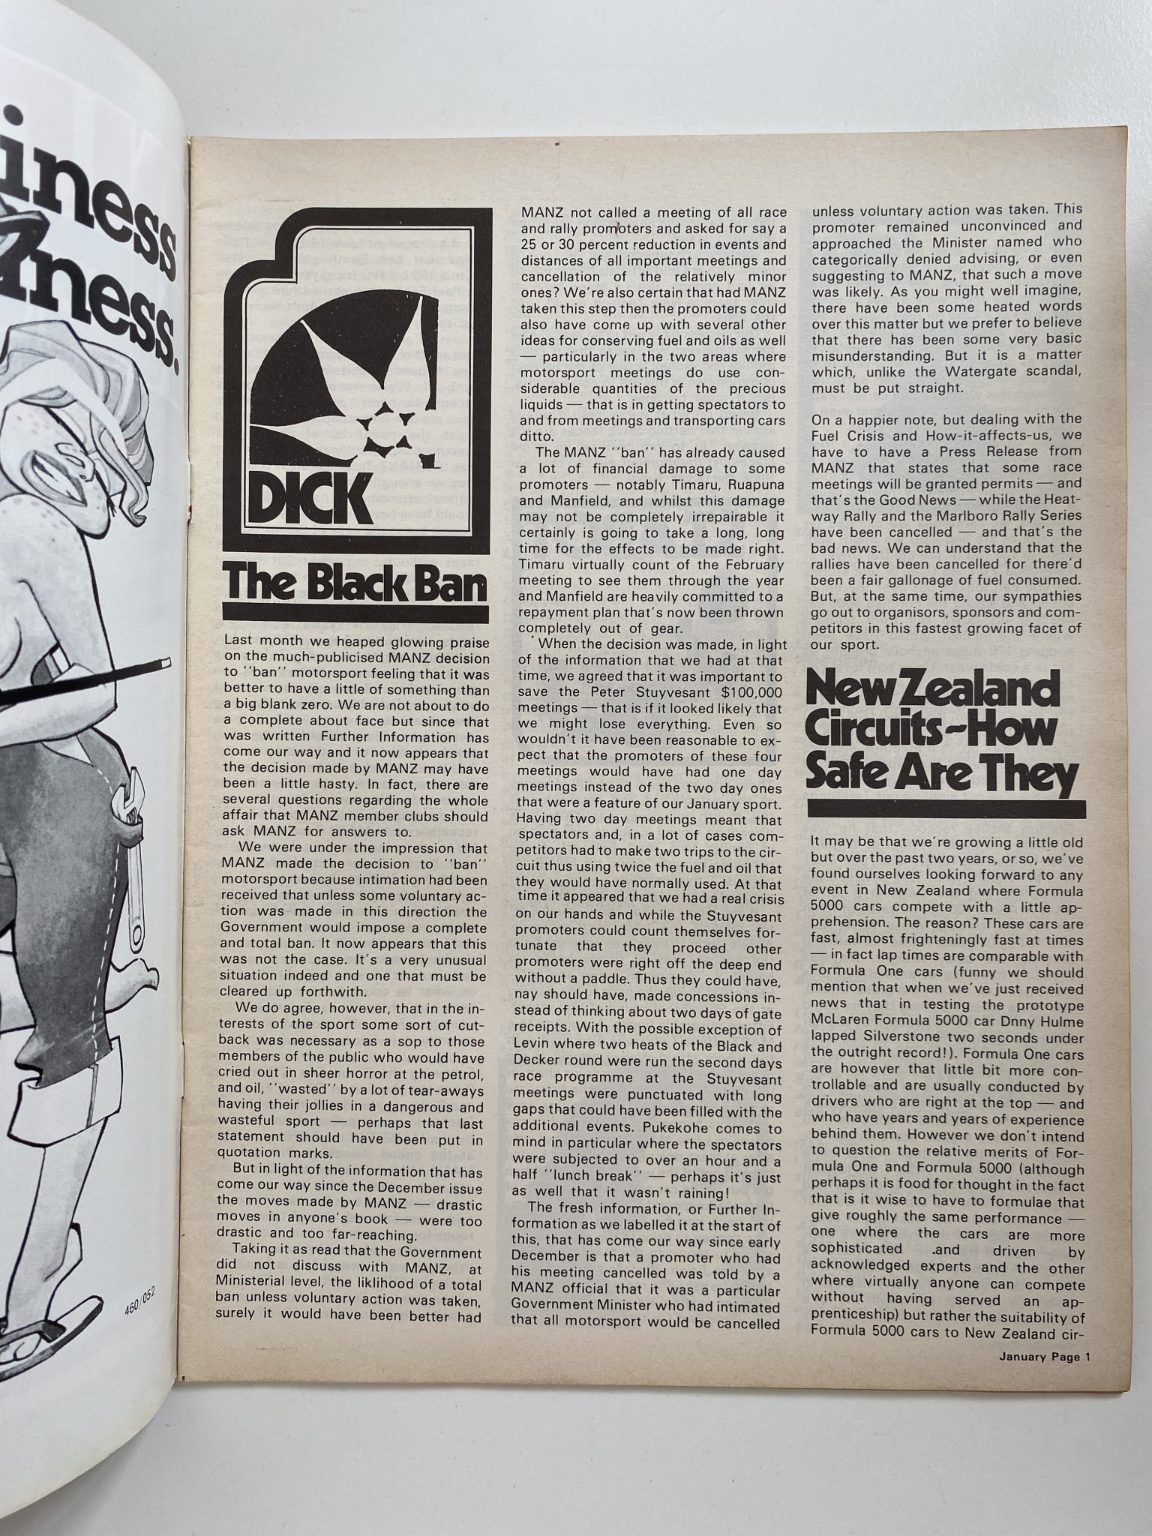 iness
ness.
460/052
DICK
The Black Ban
Last month we heaped glowing praise
on the much-publicised MANZ decision
to ''ban'' motorsport feeling that it was
better to have a little of something than
a big blank zero. We are not about to do
a complete about face but since that
was written Further Information has
come our way and it now appears that
the decision made by MANZ may have
been a little hasty. In fact, there are
several questions regarding the whole
affair that MANZ member clubs should
ask MANZ for answers to.
We were under the impression that
MANZ made the decision to ''ban''
motorsport because intimation had been
received that unless some voluntary ac-
tion was made in this direction the
Government would impose a complete
and total ban. It now appears that this
was not the case. It's a very unusual
situation indeed and one that must be
cleared up forthwith.
We do agree, however, that in the in-
terests of the sport some sort of cut-
back was necessary as a sop to those
members of the public who would have
cried out in sheer horror at the petrol,
and oil, ''wasted'' by a lot of tear-aways
having their jollies in a dangerous and
wasteful sport — perhaps that last
statement should have been put in
quotation marks.
But in light of the information that has
come our way since the December issue
the moves made by MANZ — drastic
moves in anyone's book — were too
drastic and too far-reaching.
Taking it as read that the Government
did not discuss with MANZ, at
Ministerial level, the liklihood of a total
ban unless voluntary action was taken,
surely it would have been better had
MANZ not called a meeting of all race
and rally promoters and asked for say a
25 or 30 percent reduction in events and
distances of all important meetings and
cancellation of the relatively minor
ones? We're also certain that had MANZ
taken this step then the promoters could
also have come up with several other
ideas for conserving fuel and oils as well
— particularly in the two areas where
motorsport meetings do use con-
siderable quantities of the precious
liquids — that is in getting spectators to
and from meetings and transporting cars
ditto.
The MANZ ''ban'' has already caused
a lot of financial damage to some
promoters — notably Timaru, Ruapuna
and Manfield, and whilst this damage
may not be completely irrepairable it
certainly is going to take a long, long
time for the effects to be made right.
Timaru virtually count of the February
meeting to see them through the year
and Manfield are heavily committed to a
repayment plan that's now been thrown
completely out of gear.
When the decision was made, in light
of the information that we had at that
time, we agreed that it was important to
save the Peter Stuyvesant $100,000
meetings — that is if it looked likely that
we might lose everything. Even so
wouldn't it have been reasonable to ex-
pect that the promoters of these four
meetings would have had one day
meetings instead of the two day ones
that were a feature of our January sport.
Having two day meetings meant that
spectators and, in a lot of cases com-
petitors had to make two trips to the cir-
cuit thus using twice the fuel and oil that
they would have normally used. At that
time it appeared that we had a real crisis
on our hands and while the Stuyvesant
promoters could count themselves for-
tunate that they proceed other
promoters were right off the deep end
without a paddle. Thus they could have,
nay should have, made concessions in-
stead of thinking about two days of gate
receipts. With the possible exception of
Levin where two heats of the Black and
Decker round were run the second days
race programme at the Stuyvesant
meetings were punctuated with long
gaps that could have been filled with the
additional events. Pukekohe comes to
mind in particular where the spectators
were subjected to over an hour and a
half ''lunch break'' — perhaps it's just
as well that it wasn't raining!
The fresh information, or Further In-
formation as we labelled it at the start of
this, that has come our way since early
December is that a promoter who had
his meeting cancelled was told by a
MANZ official that it was a particular
Government Minister who had intimated
that all motorsport would be cancelled
unless voluntary action was taken. This
promoter remained unconvinced and
approached the Minister named who
categorically denied advising, or even
suggesting to MANZ, that such a move
was likely. As you might well imagine,
there have been some heated words
over this matter but we prefer to believe
that there has been some very basic
misunderstanding. But it is a matter
which, unlike the Watergate scandal,
must be put straight.
On a happier note, but dealing with the
Fuel Crisis and How-it-affects-us, we
have to have a Press Release from
MANZ that states that some race
meetings will be granted permits — and
that's the Good News — while the Heat-
way Rally and the Marlboro Rally Series
have been cancelled — and that's the
bad news. We can understand that the
rallies have been cancelled for there'd
been a fair gallonage of fuel consumed.
But, at the same time, our sympathies
go out to organisors, sponsors and com-
petitors in this fastest growing facet of
our sport.
New Zealand
Circuits~How
Safe Are They
It may be that we're growing a little old
but over the past two years, or so, we've
found ourselves looking forward to any
event in New Zealand where Formula
5000 cars compete with a little ap-
prehension. The reason? These cars are
fast, almost frighteningly fast at times
— in fact lap times are comparable with
Formula One cars (funny we should
mention that when we've just received
news that in testing the prototype
McLaren Formula 5000 car Dnny Hulme
lapped Silverstone two seconds under
the outright record!). Formula One cars
are however that little bit more con-
trollable and are usually conducted by
drivers who are right at the top — and
who have years and years of experience
behind them. However we don't intend
to question the relative merits of For-
mula One and Formula 5000 (although
perhaps it is food for thought in the fact
that is it wise to have to formulae that
give roughly the same performance —
one where the cars are more
sophisticated .and driven by
acknowledged experts and the other
where virtually anyone can compete
without having served an ap-
prenticeship) but rather the suitability of
Formula 5000 cars to New Zealand cir-
January Page 1